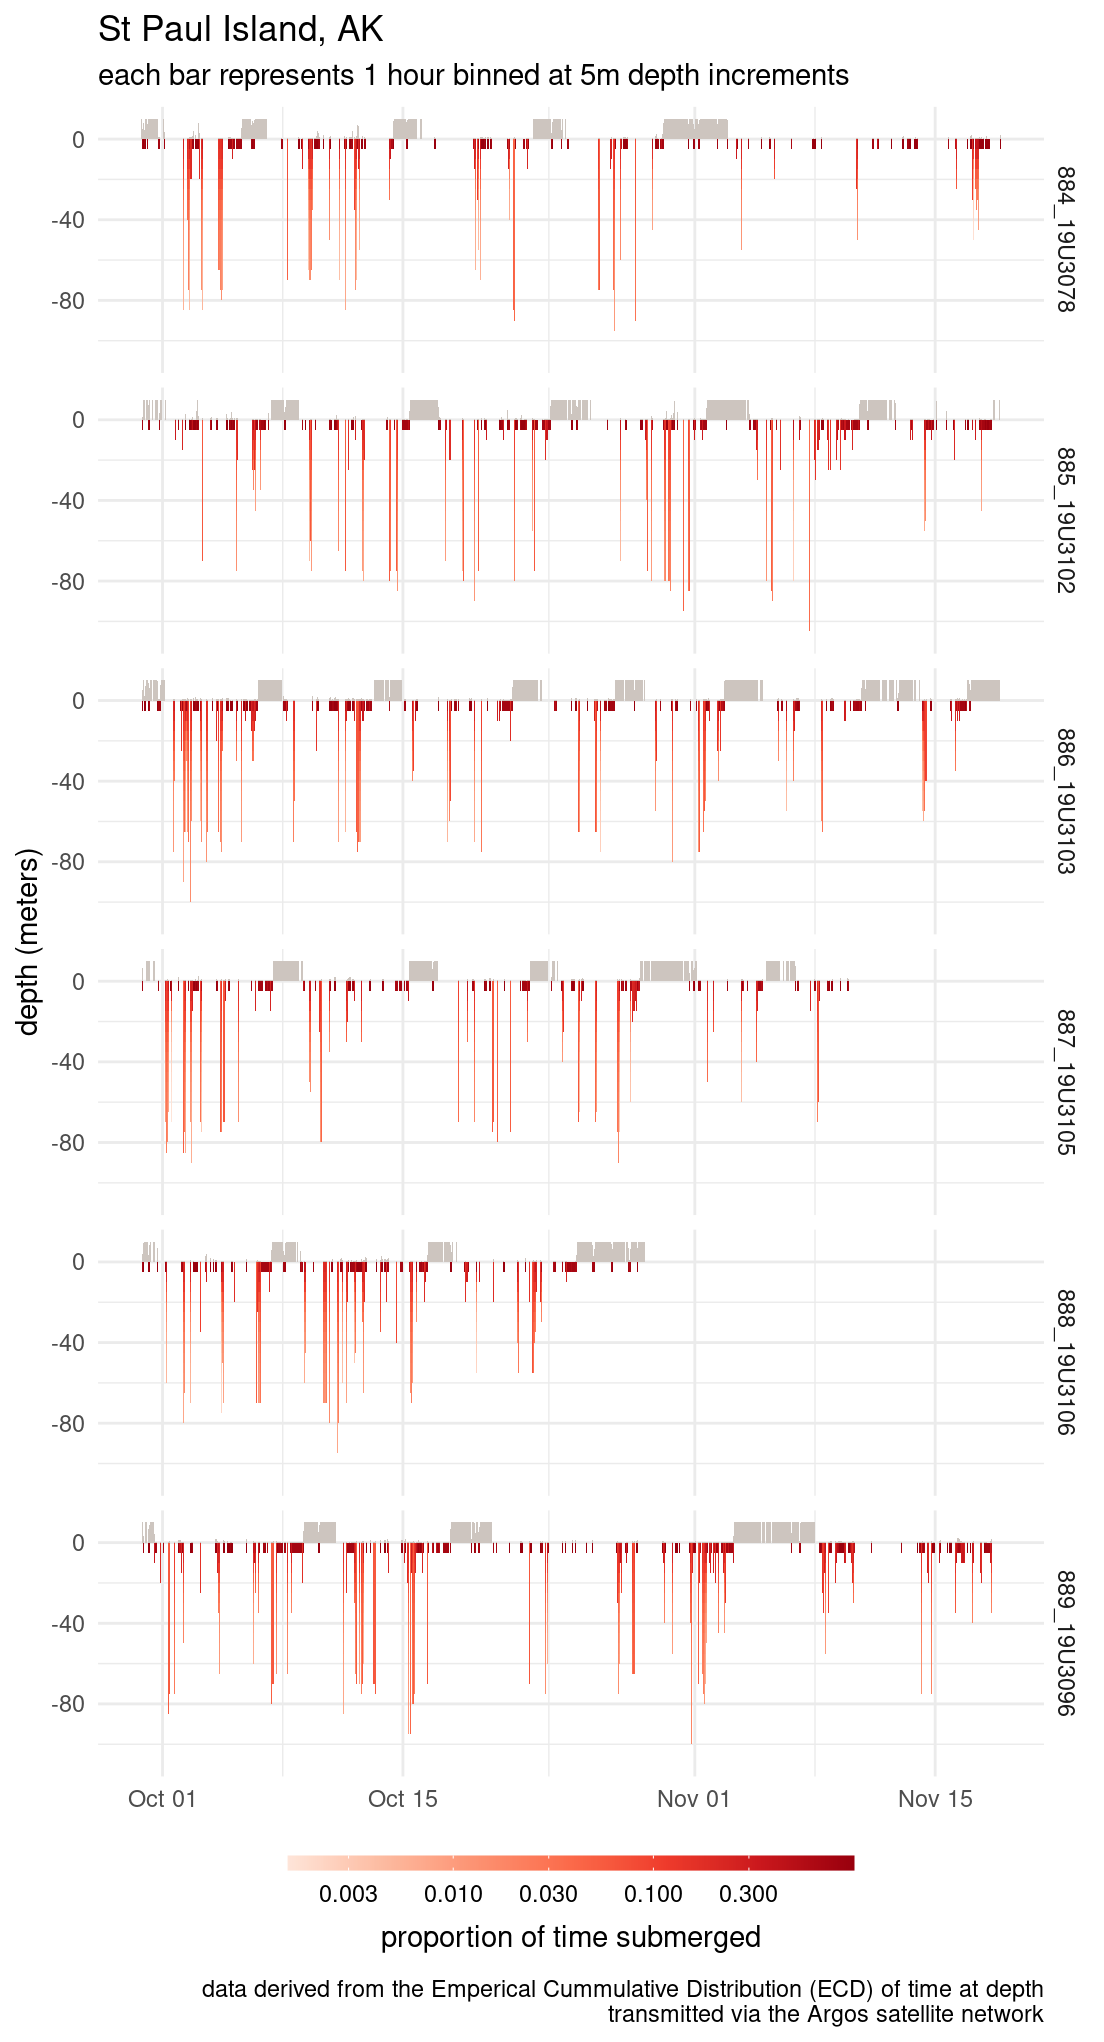 St Paul Island, AK
each bar represents 1 hour binned at 5m depth increments
0
-40
-80
884_19U3078
0
-40
-80
885_19U3102
0
-40
-80
886_19U3103
depth (meters)
0
-40
-80
887_19U3105
0
-40
-80
888_19U3106
0
-40
-80
889_19U3096
Oct 01 Oct 15 Nov 01 Nov 15
0.003 0.010 0.030 0.100 0.300
proportion of time submerged
data derived from the Emperical Cummulative Distribution (ECD) of time at depth
transmitted via the Argos satellite network